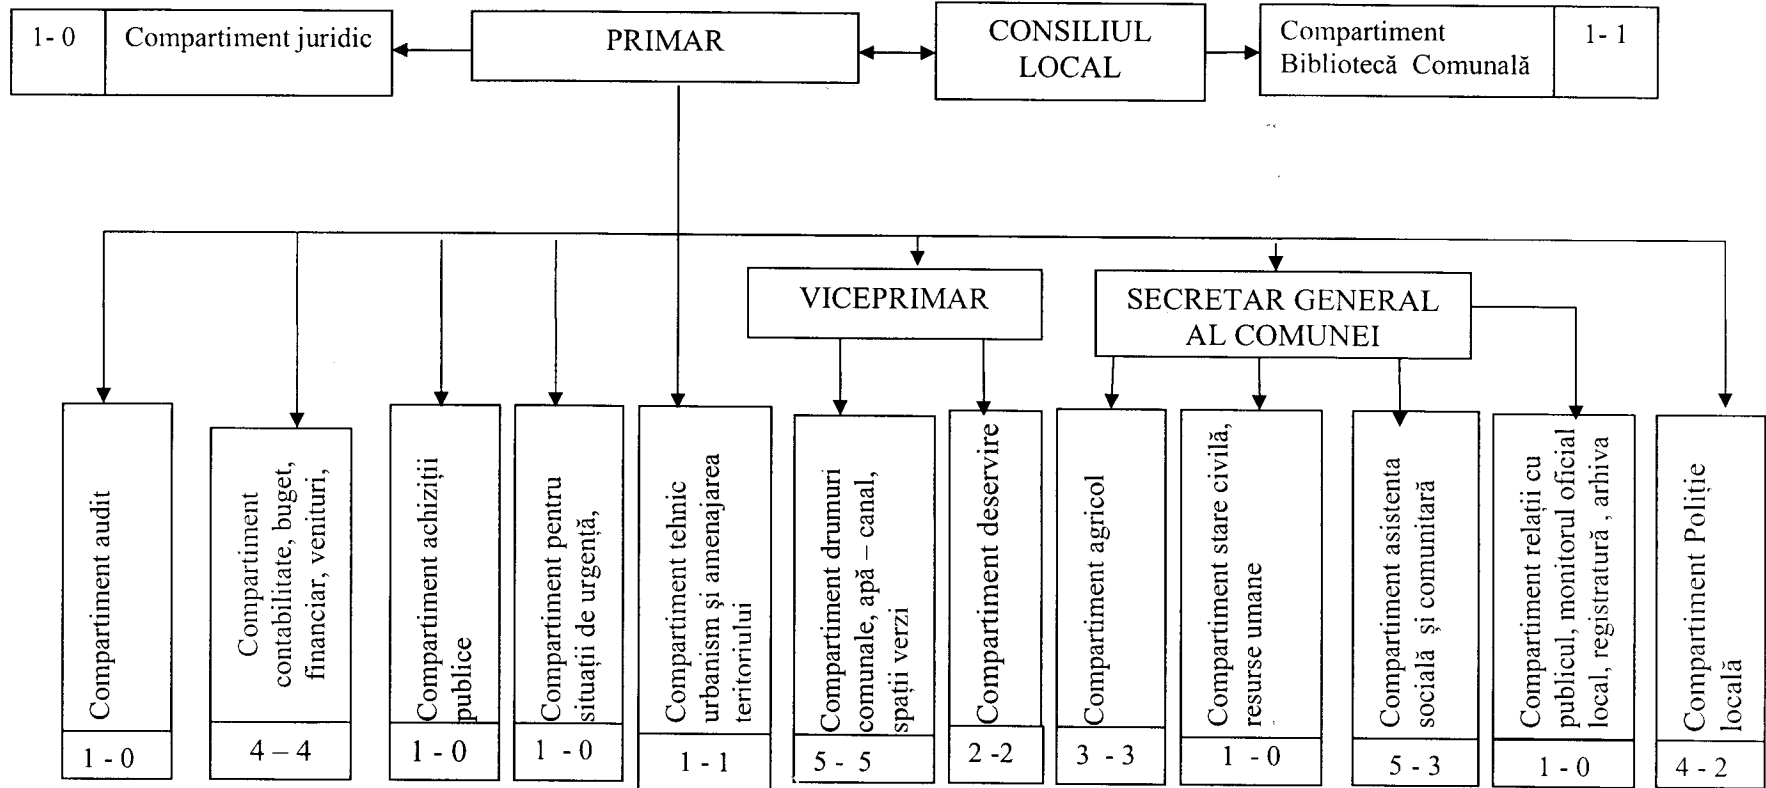 1- 0
Compartiment juridic
PRIMAR
CONSILIUL
LOCAL
Compartiment
Bibliotecă Comunală
1- 1
VICEPRIMAR
SECRETAR GENERAL
AL COMUNEI
Compartiment audit
1 - 0
Compartiment
contabilitate, buget,
financiar, venituri,
4 – 4
Compartiment achiziții
publice
1 - 0
Compartiment pentru
situații de urgență,
1 - 0
Compartiment tehnic
urbanism și amenajarea
teritoriului
1 - 1
Compartiment drumuri
comunale, apă – canal,
spații verzi
5 - 5
Compartiment deservire
2 -2
Compartiment agricol
3 - 3
Compartiment stare civilă,
resurse umane
1 - 0
Compartiment asistenta
socială și comunitară
5 - 3
Compartiment relații cu
publicul, monitorul oficial
local, registratură , arhiva
1 - 0
Compartiment Poliție
locală
4 - 2